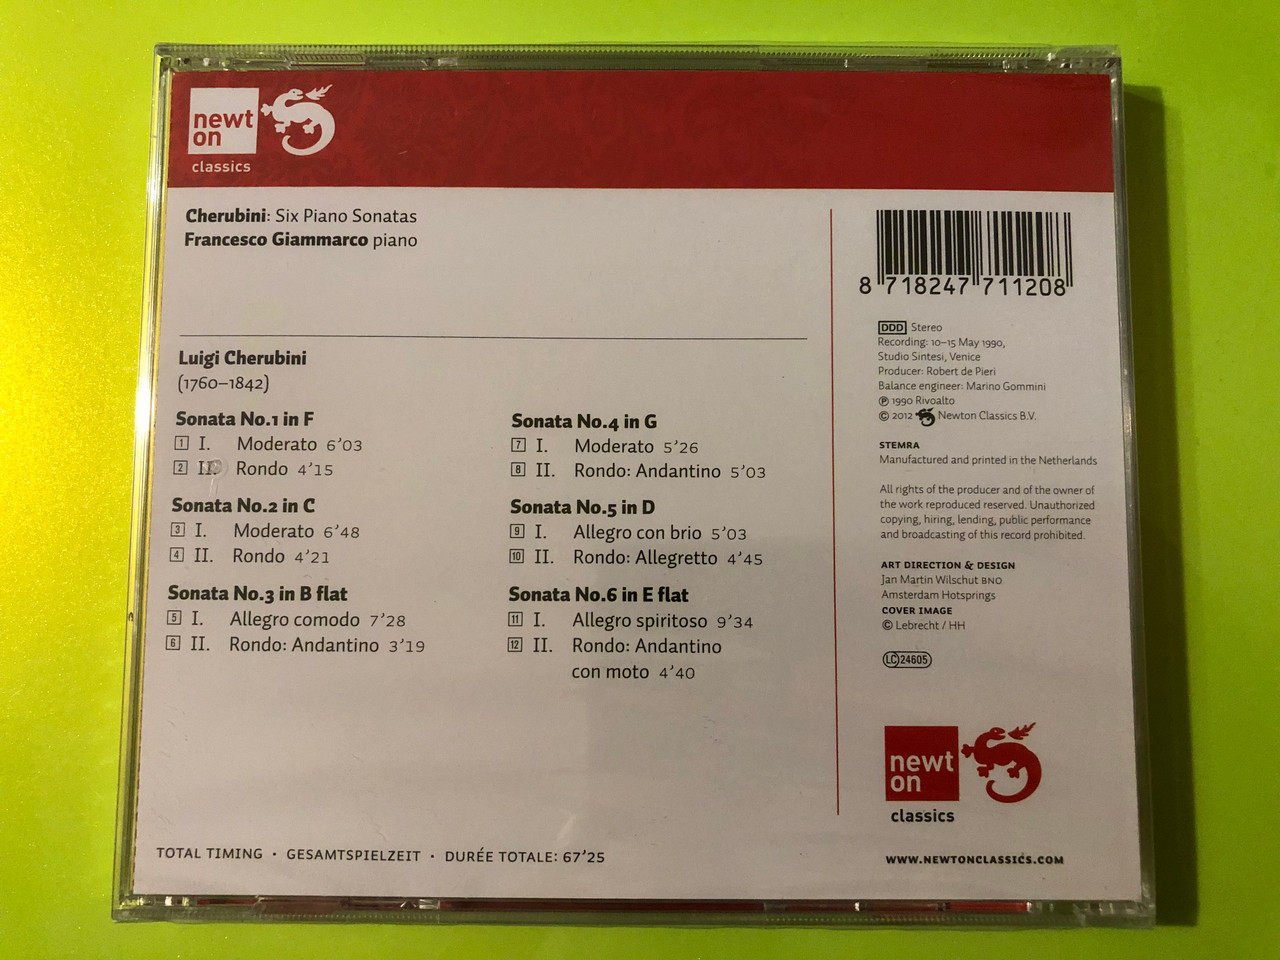 newt
on
classics
Cherubini: Six Piano Sonatas
Francesco Giammarco piano
Luigi Cherubini
(1760–1842)
Sonata No.1 in F
1 I. Moderato 6’03
2 II. Rondo 4’15
Sonata No.2 in C
3 I. Moderato 6’48
4 II. Rondo 4’21
Sonata No.3 in B flat
5 I. Allegro comodo 7’28
6 II. Rondo: Andantino 3’19
Sonata No.4 in G
7 I. Moderato 5’26
8 II. Rondo: Andantino 5’03
Sonata No.5 in D
9 I. Allegro con brio 5’03
10 II. Rondo: Allegretto 4’45
Sonata No.6 in E flat
11 I. Allegro spiritoso 9’34
12 II. Rondo: Andantino
con moto 4’40
TOTAL TIMING · GESAMTSPIELZEIT · DURÉE TOTALE: 67’25
8 718247 711208
DDD Stereo
Recording: 10–15 May 1990,
Studio Sintesi, Venice
Producer: Robert de Pieri
Balance engineer: Marino Gommini
℗ 1990 Rivoalto
© 2012 Newton Classics B.V.
STEMRA
Manufactured and printed in the Netherlands
All rights of the producer and of the owner of
the work reproduced reserved. Unauthorized
copying, hiring, lending, public performance
and broadcasting of this record prohibited.
ART DIRECTION & DESIGN
Jan Martin Wilschut BNO
Amsterdam Hotsprings
COVER IMAGE
© Lebrecht / HH
LC 24605
newt
on
classics
WWW.NEWTONCLASSICS.COM